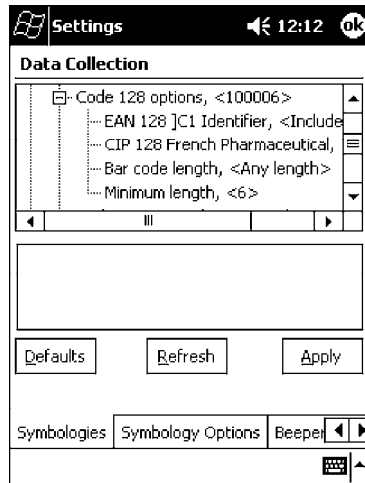 Settings 12:12 ok
Data Collection
Code 128 options, <100006>
EAN 128 ]C1 Identifier, <Include
CIP 128 French Pharmaceutical,
Bar code length, <Any length>
Minimum length, <6>
Defaults Refresh Apply
Symbologies Symbology Options Beeper